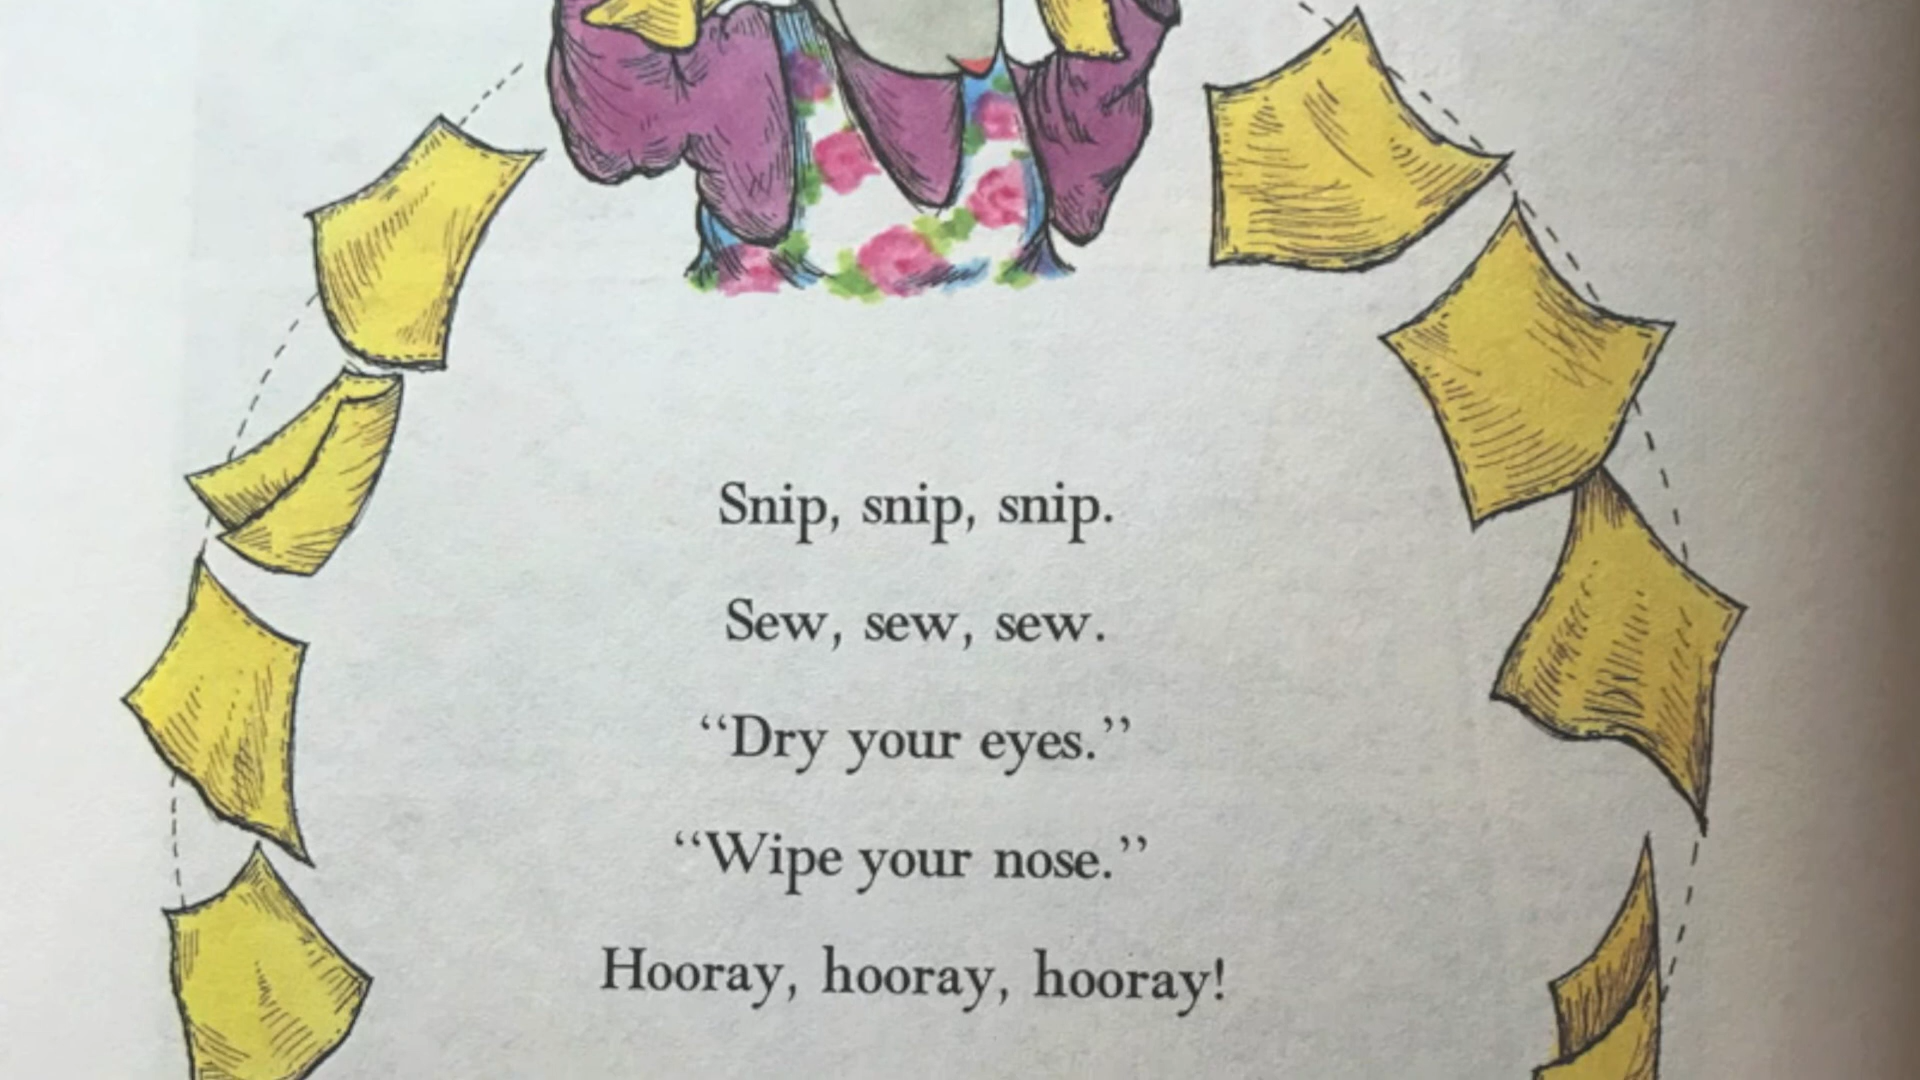 Snip, snip, snip.
Sew, sew, sew.
“Dry your eyes.”
“Wipe your nose.”
Hooray, hooray, hooray!